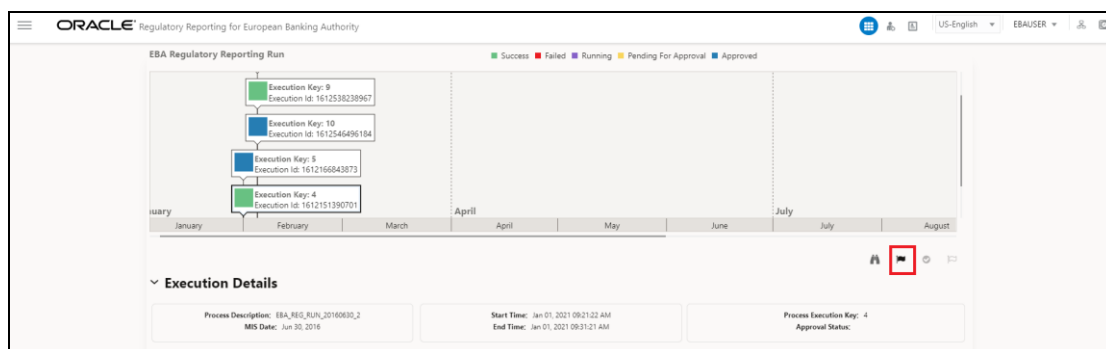 ORACLE Regulatory Reporting for European Banking Authority
US-English
EBAUSER
EBA Regulatory Reporting Run
Success Failed Running Pending For Approval Approved
Execution Key: 9
Execution Id: 1612538238967
Execution Key: 10
Execution Id: 1612546496184
Execution Key: 5
Execution Id: 1612166843873
Execution Key: 4
Execution Id: 1612151390701
uary April July
January February March April May June July August
Execution Details
Process Description: EBA_REG_RUN_20160630_2 Start Time: Jan 01, 2021 09:21:22 AM Process Execution Key: 4
MIS Date: Jun 30, 2016 End Time: Jan 01, 2021 09:31:21 AM Approval Status: